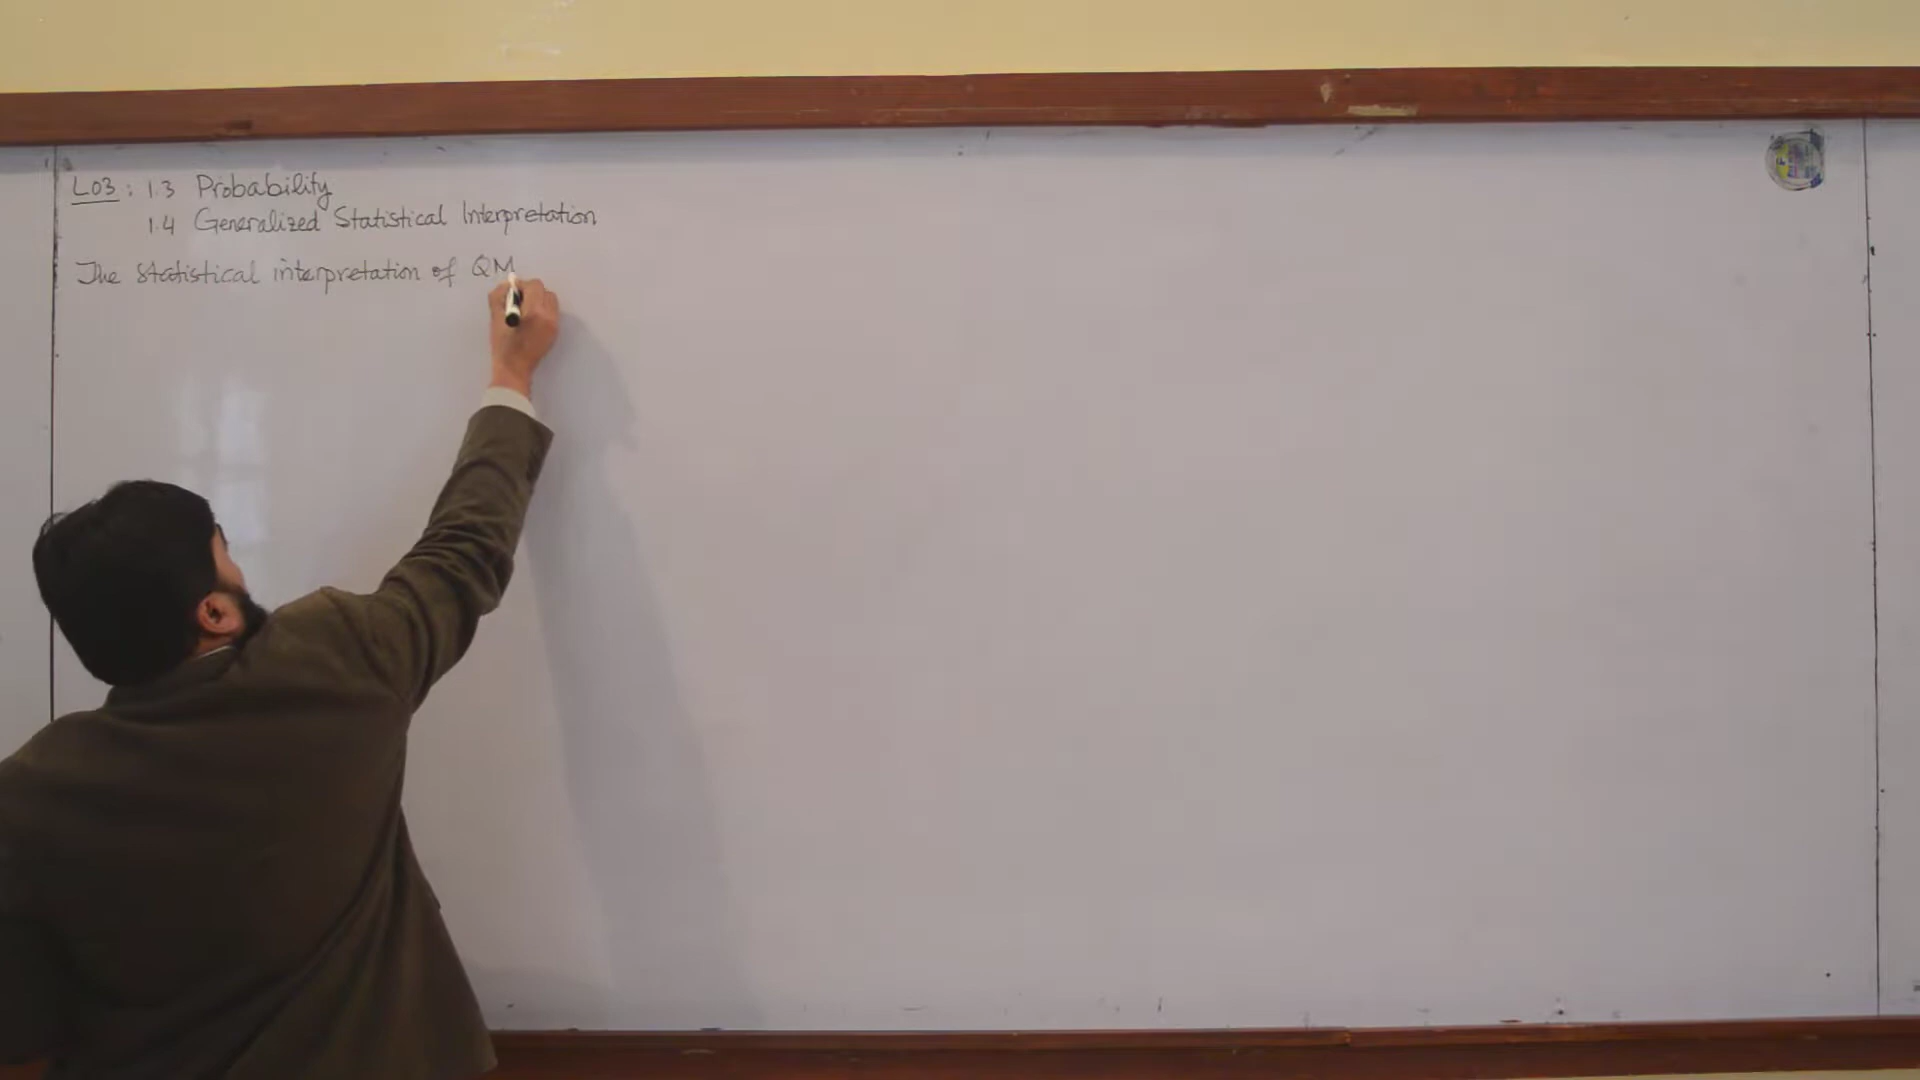 L03: 1.3 Probability
1.4 Generalized Statistical Interpretation
The Statistical interpretation of QM